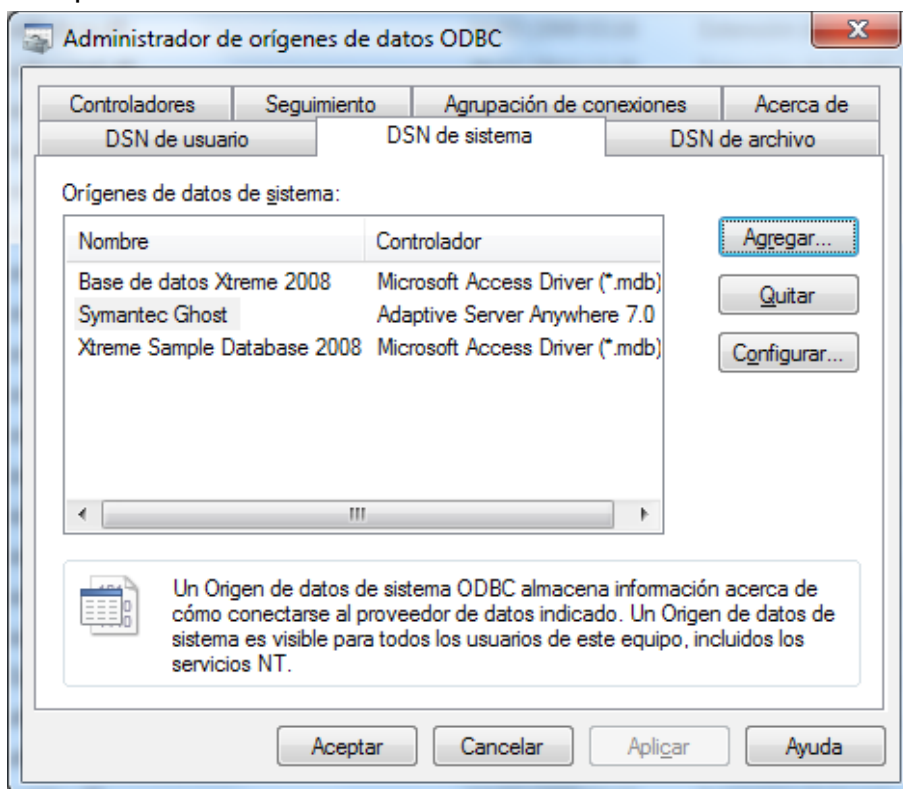 Administrador de orígenes de datos ODBC
Controladores Seguimiento Agrupación de conexiones Acerca de
DSN de usuario DSN de sistema DSN de archivo
Orígenes de datos de sistema:
Nombre Controlador
Base de datos Xtreme 2008 Microsoft Access Driver (*.mdb)
Symantec Ghost Adaptive Server Anywhere 7.0
Xtreme Sample Database 2008 Microsoft Access Driver (*.mdb)
Agregar...
Quitar
Configurar...
Un Origen de datos de sistema ODBC almacena información acerca de
cómo conectarse al proveedor de datos indicado. Un Origen de datos de
sistema es visible para todos los usuarios de este equipo, incluidos los
servicios NT.
Aceptar Cancelar Aplicar Ayuda